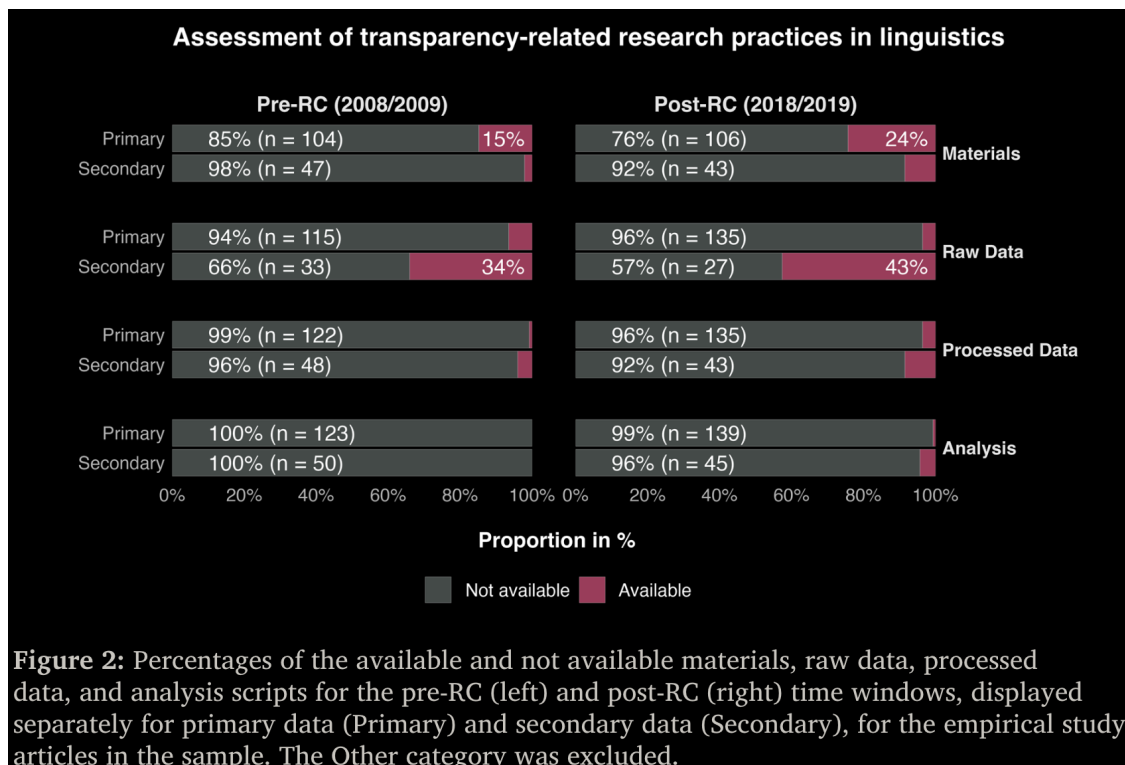 Assessment of transparency-related research practices in linguistics
Pre-RC (2008/2009)
Post-RC (2018/2019)
Primary 85% (n = 104) 15% 76% (n = 106) 24%
Materials
Secondary 98% (n = 47) 92% (n = 43)
Primary 94% (n = 115) 96% (n = 135)
Raw Data
Secondary 66% (n = 33) 34% 57% (n = 27) 43%
Primary 99% (n = 122) 96% (n = 135)
Processed Data
Secondary 96% (n = 48) 92% (n = 43)
Primary 100% (n = 123) 99% (n = 139)
Analysis
Secondary 100% (n = 50) 96% (n = 45)
0% 20% 40% 60% 80% 100% 0% 20% 40% 60% 80% 100%
Proportion in %
Not available Available
Figure 2: Percentages of the available and not available materials, raw data, processed
data, and analysis scripts for the pre-RC (left) and post-RC (right) time windows, displayed
separately for primary data (Primary) and secondary data (Secondary), for the empirical study
articles in the sample. The Other category was excluded.